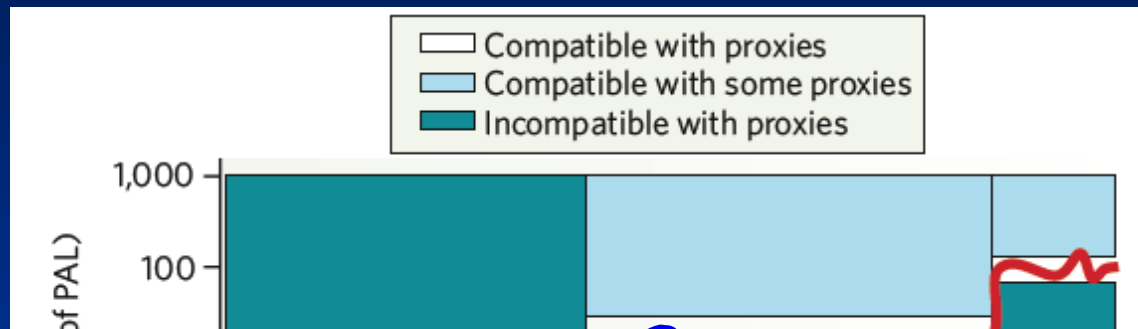 Compatible with proxies
Compatible with some proxies
Incompatible with proxies
1,000
100
of PAL)